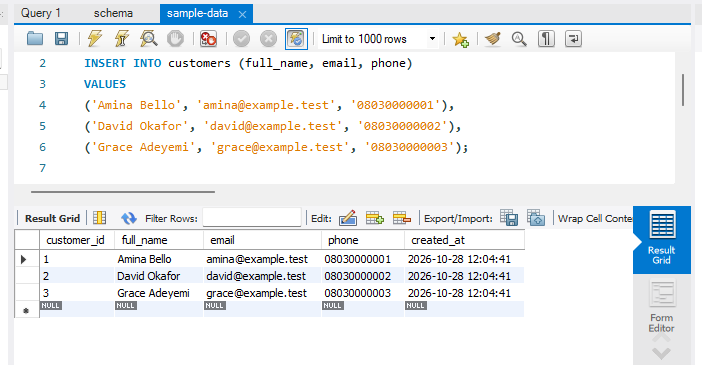 Query 1 schema sample-data ×
Limit to 1000 rows
2 INSERT INTO customers (full_name, email, phone)
3 VALUES
4 ('Amina Bello', 'amina@example.test', '08030000001'),
5 ('David Okafor', 'david@example.test', '08030000002'),
6 ('Grace Adeyemi', 'grace@example.test', '08030000003');
7
Result Grid Filter Rows: Edit: Export/Import: Wrap Cell Conte
customer_id full_name email phone created_at
1 Amina Bello amina@example.test 08030000001 2026-10-28 12:04:41
2 David Okafor david@example.test 08030000002 2026-10-28 12:04:41
3 Grace Adeyemi grace@example.test 08030000003 2026-10-28 12:04:41
NULL NULL NULL NULL NULL
Result
Grid
Form
Editor